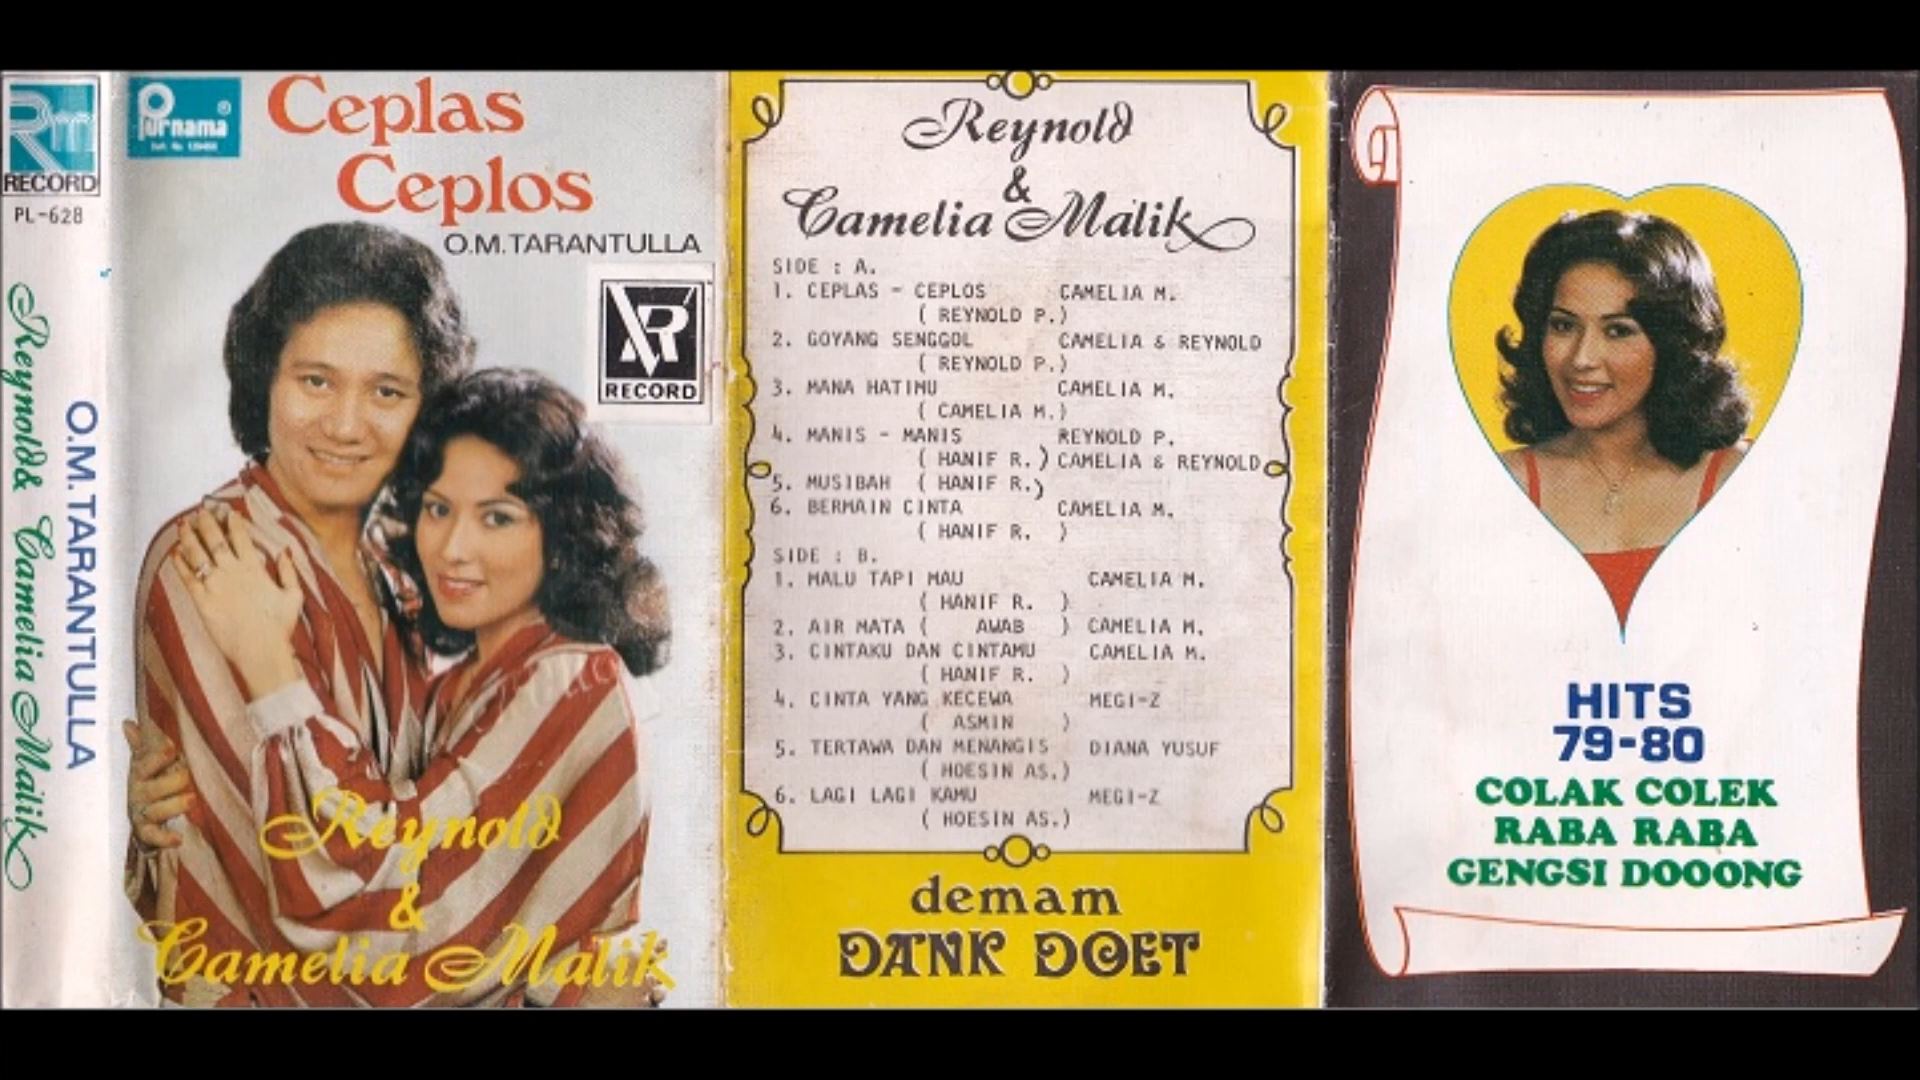 RM
RECORD
PL-628
Reynold & Camelia Malik
O.M.TARANTULLA
Purnama
Ceplas
Ceplos
O.M.TARANTULLA
VR
RECORD
Reynold
&
Camelia Malik
Reynold
&
Camelia Malik
SIDE : A.
1. CEPLAS - CEPLOS CAMELIA M.
( REYNOLD P.)
2. GOYANG SENGGOL CAMELIA & REYNOLD
( REYNOLD P.)
3. MANA HATIMU CAMELIA M.
( CAMELIA M.)
4. MANIS - MANIS REYNOLD P.
( HANIF R.) CAMELIA & REYNOLD
5. MUSIBAH ( HANIF R.)
6. BERMAIN CINTA CAMELIA M.
( HANIF R. )
SIDE : B.
1. MALU TAPI MAU CAMELIA M.
( HANIF R. )
2. AIR MATA ( AWAB ) CAMELIA M.
3. CINTAKU DAN CINTAMU CAMELIA M.
( HANIF R. )
4. CINTA YANG KECEWA MEGI-Z
( ASMIN )
5. TERTAWA DAN MENANGIS DIANA YUSUF
( HOESIN AS.)
6. LAGI LAGI KAMU MEGI-Z
( HOESIN AS.)
demam
DANK DOET
HITS
79-80
COLAK COLEK
RABA RABA
GENGSI DOOONG